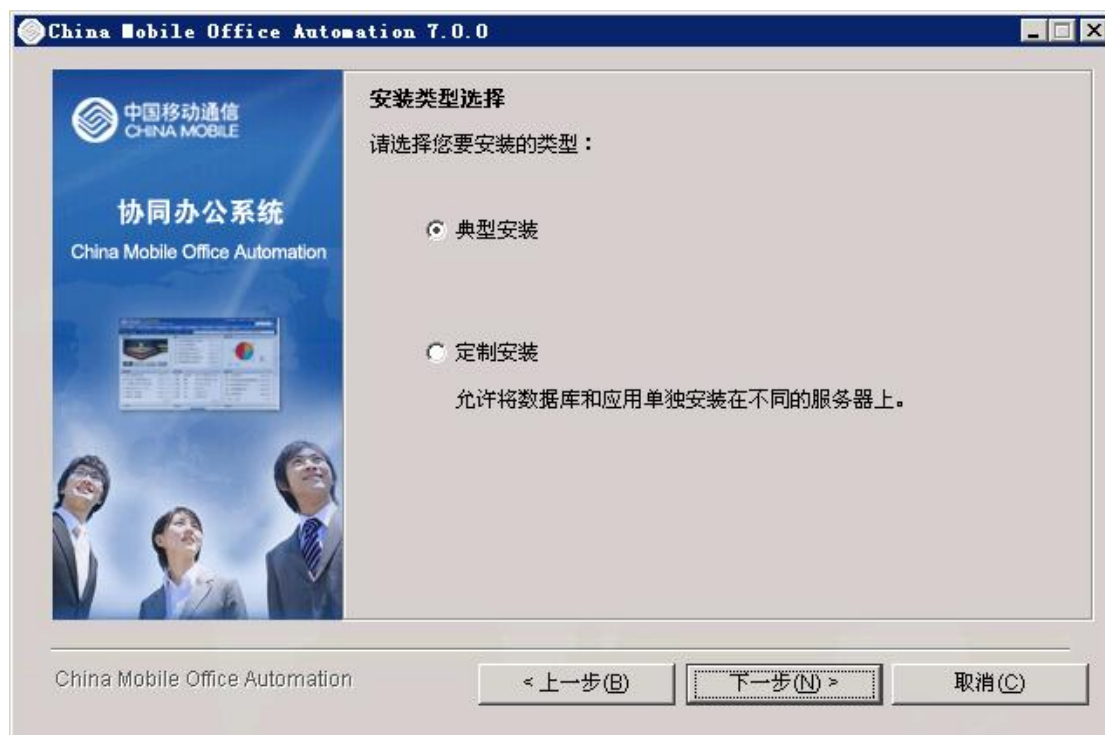 China Mobile Office Automation 7.0.0
中国移动通信
CHINA MOBILE
协同办公系统
China Mobile Office Automation
安装类型选择
请选择您要安装的类型：
典型安装
定制安装
允许将数据库和应用单独安装在不同的服务器上。
China Mobile Office Automation
<上一步(B)
下一步(N)>
取消(C)